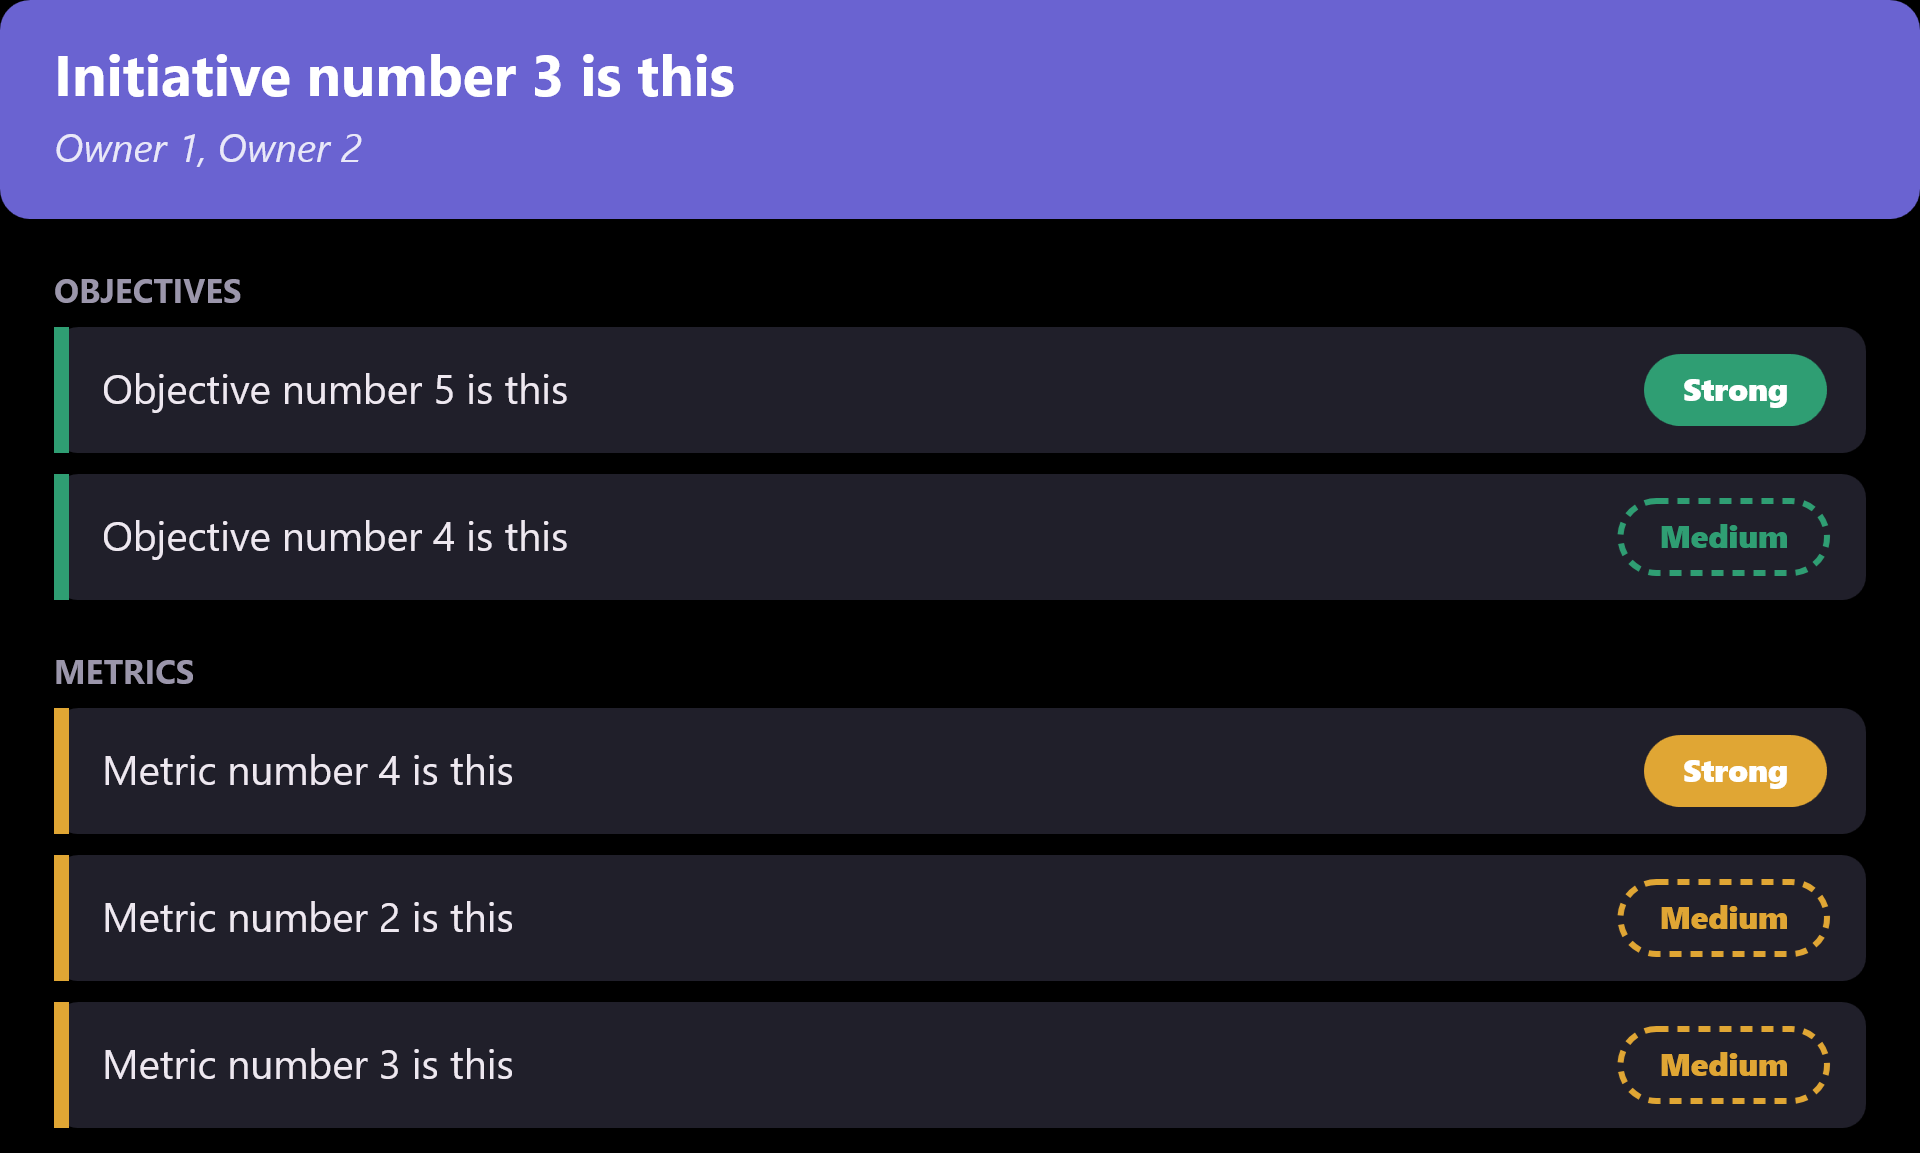 Initiative number 3 is this
Owner 1, Owner 2
OBJECTIVES
Objective number 5 is this
Strong
Objective number 4 is this
Medium
METRICS
Metric number 4 is this
Strong
Metric number 2 is this
Medium
Metric number 3 is this
Medium